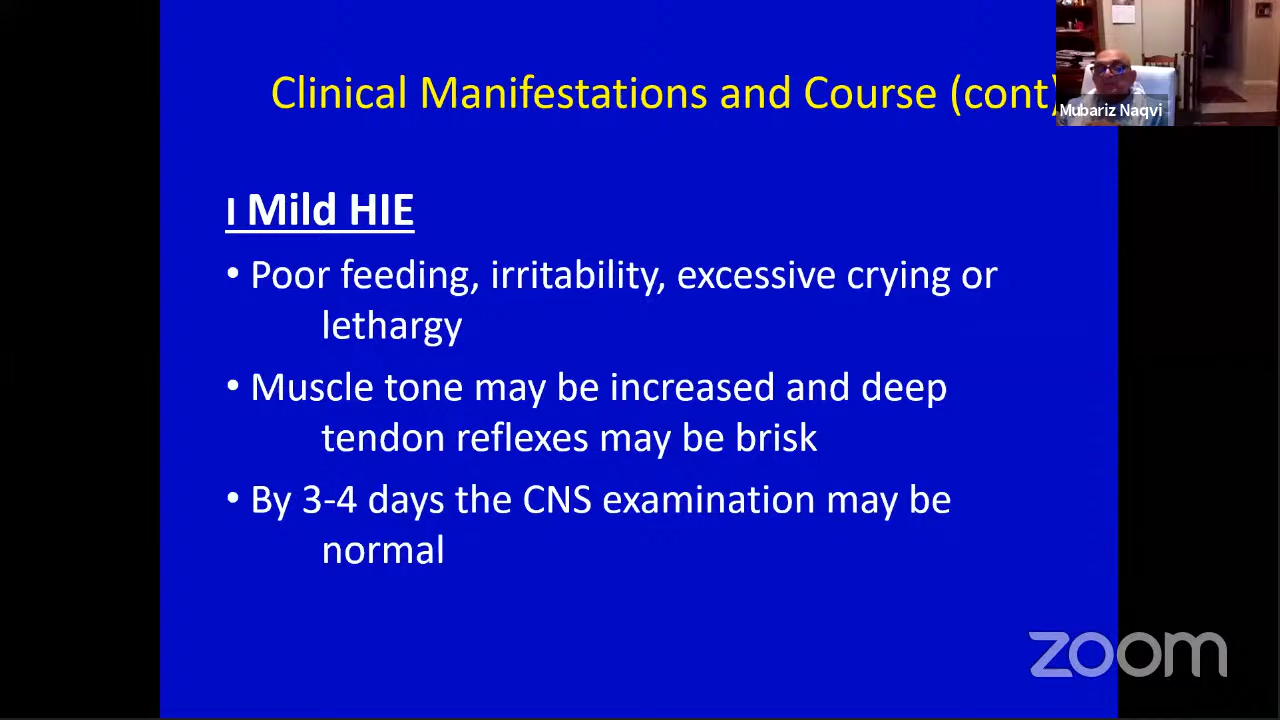 Clinical Manifestations and Course (cont)
Mubariz Naqvi
I Mild HIE
• Poor feeding, irritability, excessive crying or
lethargy
• Muscle tone may be increased and deep
tendon reflexes may be brisk
• By 3-4 days the CNS examination may be
normal
zoom